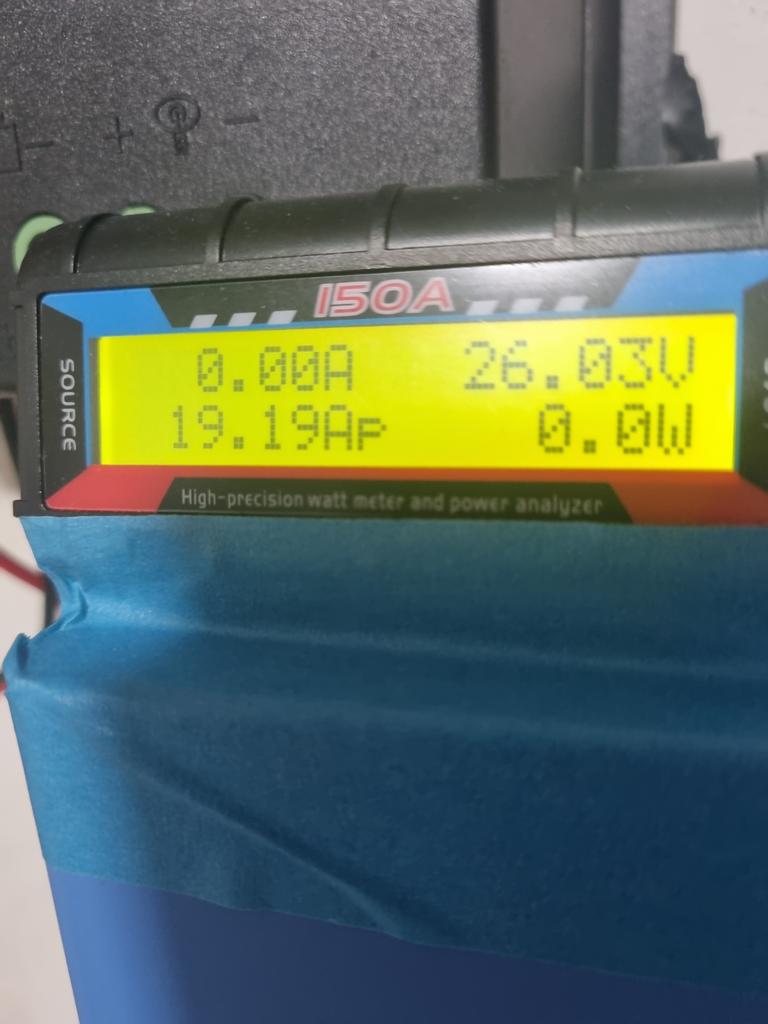 150A
SOURCE
0.00A 26.03V
19.19Ap 0.0W
High-precision watt meter and power analyzer